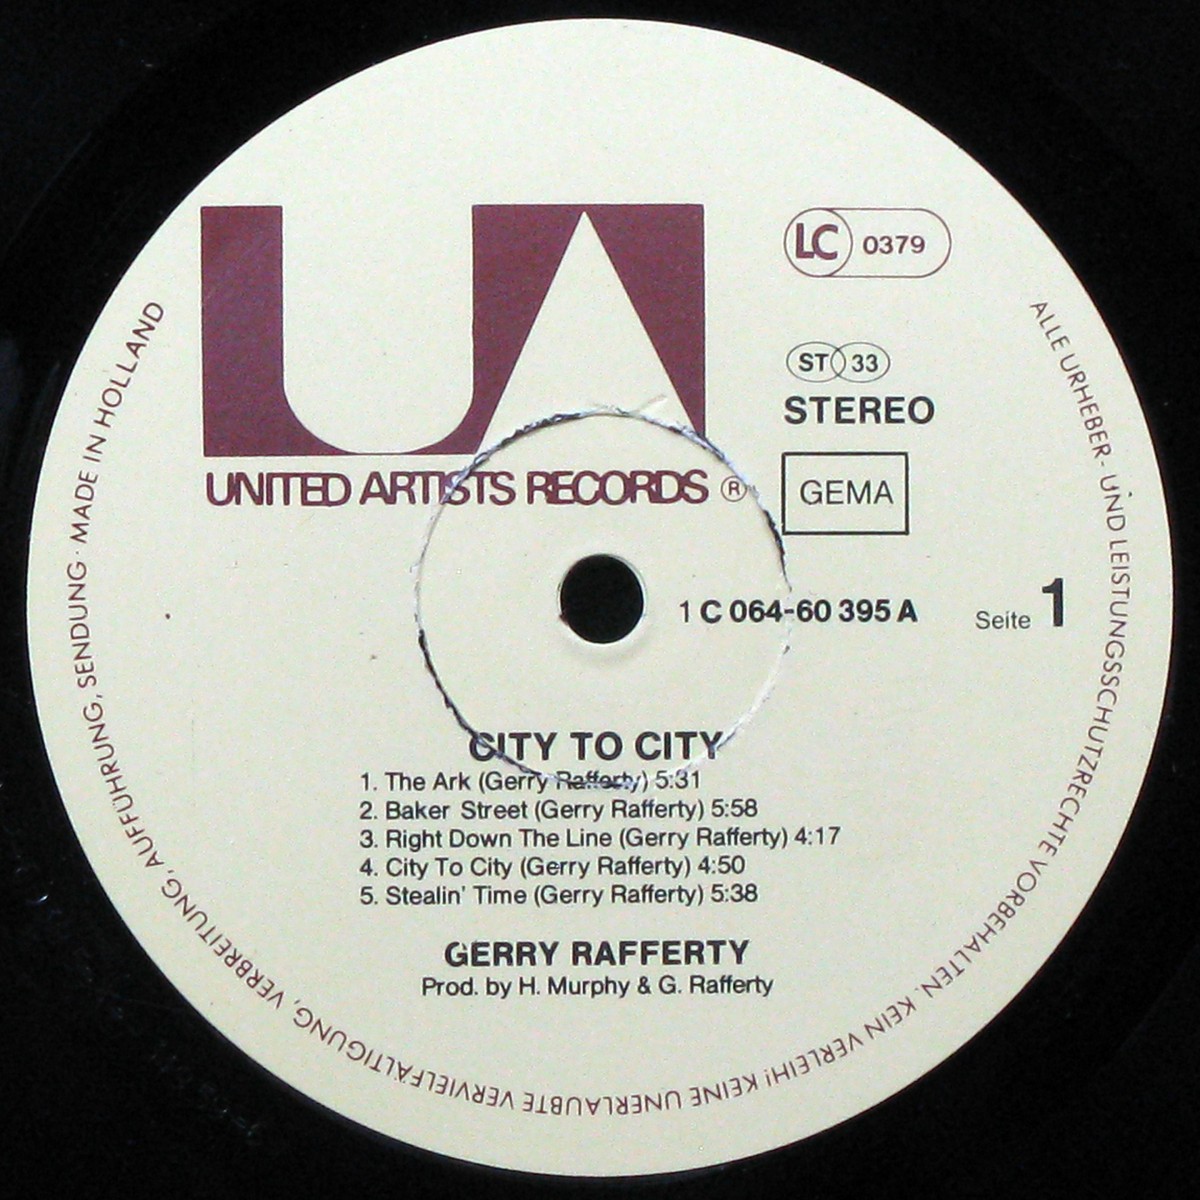 UA
UNITED ARTISTS RECORDS ®
LC 0379
ST 33
STEREO
GEMA
1 C 064-60 395 A
Seite 1
CITY TO CITY
1. The Ark (Gerry Rafferty) 5:31
2. Baker Street (Gerry Rafferty) 5:58
3. Right Down The Line (Gerry Rafferty) 4:17
4. City To City (Gerry Rafferty) 4:50
5. Stealin' Time (Gerry Rafferty) 5:38
GERRY RAFFERTY
Prod. by H. Murphy & G. Rafferty
ALLE URHEBER- UND LEISTUNGSSCHUTZRECHTE VORBEHALTEN. KEIN VERLEIH! KEINE UNERLAUBTE VERVIELFÄLTIGUNG, VERBREITUNG, AUFFÜHRUNG, SENDUNG · MADE IN HOLLAND